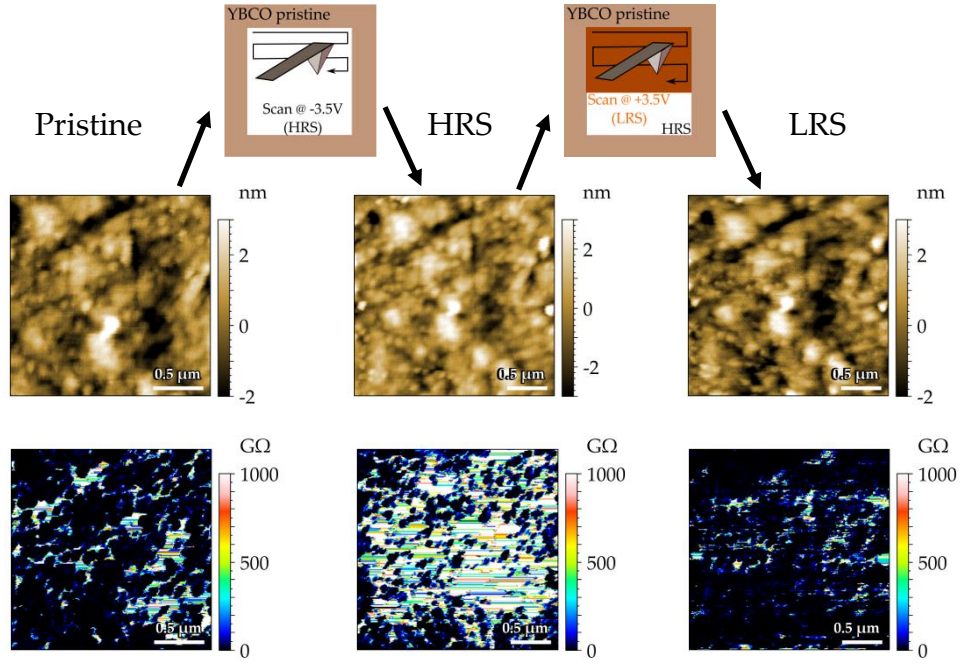 YBCO pristine
Scan @ -3.5V
(HRS)
YBCO pristine
Scan @ +3.5V
(LRS)
HRS
Pristine
HRS
LRS
nm
2
0
-2
0.5 μm
nm
2
0
-2
0.5 μm
nm
2
0
-2
0.5 μm
GΩ
1000
500
0
0.5 μm
GΩ
1000
500
0
0.5 μm
GΩ
1000
500
0
0.5 μm